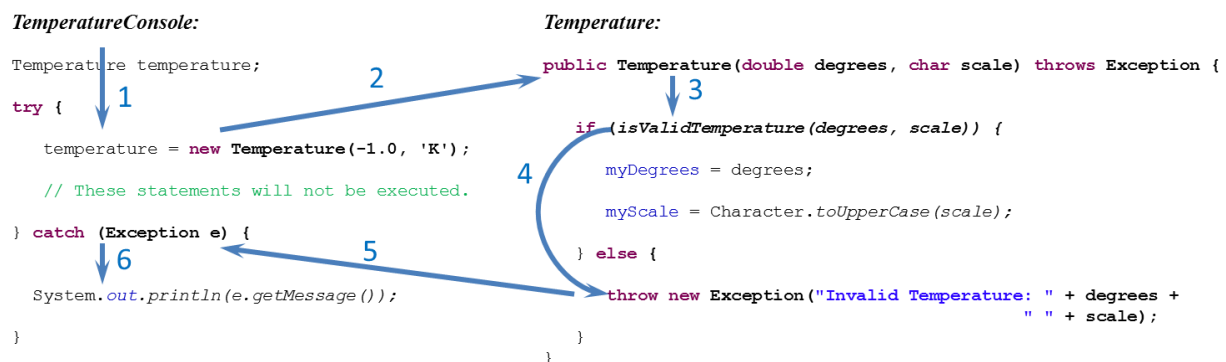 TemperatureConsole:
Temperature temperature;
1
try {
temperature = new Temperature(-1.0, 'K');
// These statements will not be executed.
} catch (Exception e) {
6
System.out.println(e.getMessage());
}
2
5
Temperature:
public Temperature(double degrees, char scale) throws Exception {
3
if (isValidTemperature(degrees, scale)) {
4
myDegrees = degrees;
myScale = Character.toUpperCase(scale);
} else {
throw new Exception("Invalid Temperature: " + degrees +
" " + scale);
}
}